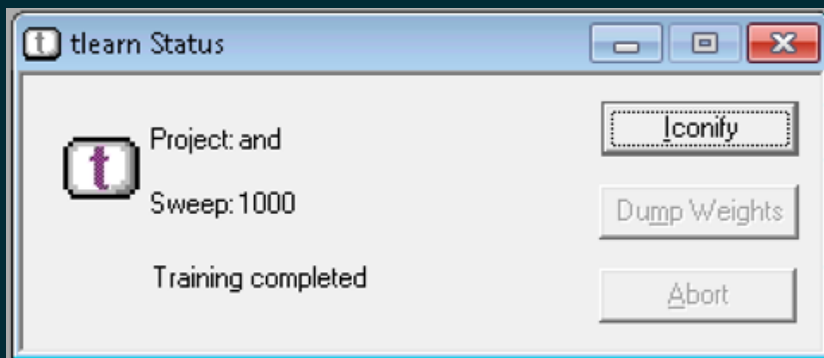 t tlearn Status
t
Project: and
Sweep: 1000
Training completed
Iconify
Dump Weights
Abort